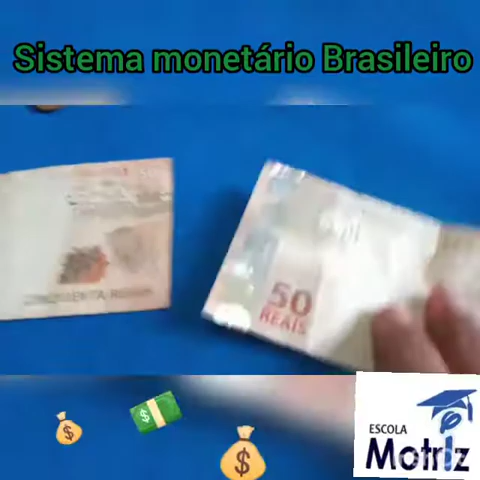 Sistema monetário Brasileiro
CINQUENTA REAIS
50
REAIS
ESCOLA
Motriz